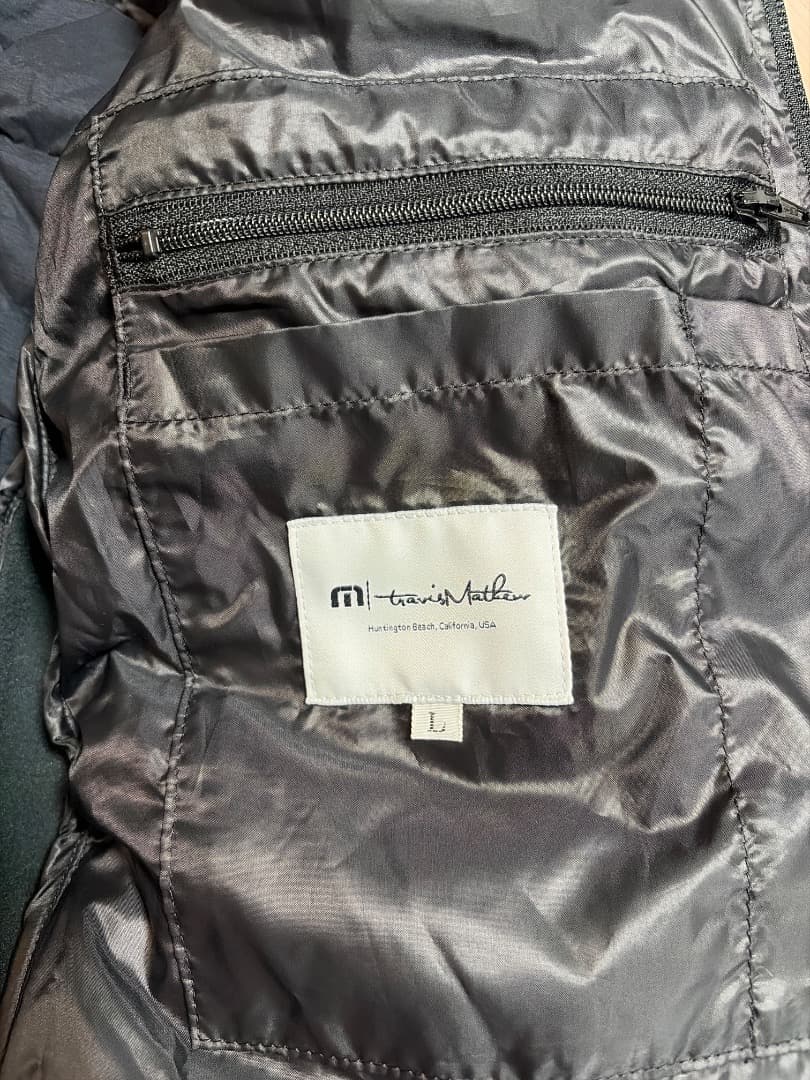 m | travisMathew
Huntington Beach, California, USA
L